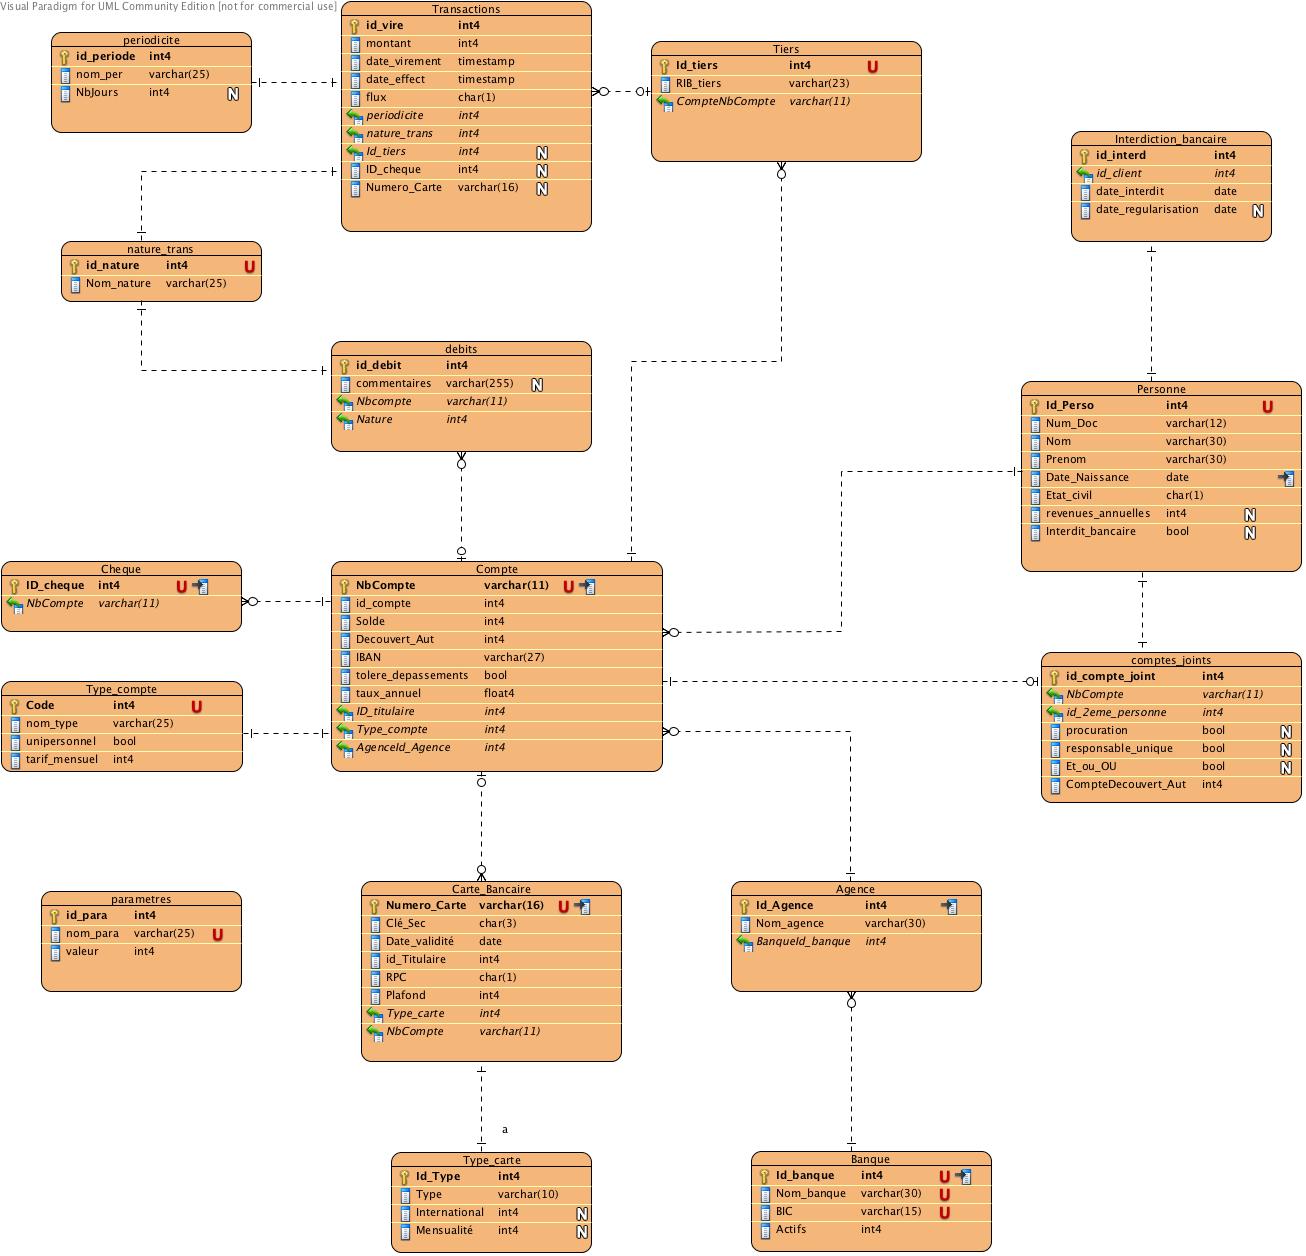 Visual Paradigm for UML Community Edition [not for commercial use]
Transactions
id_vire int4
montant int4
date_virement timestamp
date_effect timestamp
flux char(1)
periodicite int4
nature_trans int4
Id_tiers int4 N
ID_cheque int4 N
Numero_Carte varchar(16) N
periodicite
id_periode int4
nom_per varchar(25)
NbJours int4 N
Tiers
Id_tiers int4 U
RIB_tiers varchar(23)
CompteNbCompte varchar(11)
Interdiction_bancaire
id_interd int4
id_client int4
date_interdit date
date_regularisation date N
nature_trans
id_nature int4 U
Nom_nature varchar(25)
debits
id_debit int4
commentaires varchar(255) N
Nbcompte varchar(11)
Nature int4
Personne
Id_Perso int4 U
Num_Doc varchar(12)
Nom varchar(30)
Prenom varchar(30)
Date_Naissance date
Etat_civil char(1)
revenues_annuelles int4 N
Interdit_bancaire bool N
Cheque
ID_cheque int4 U
NbCompte varchar(11)
Compte
NbCompte varchar(11) U
id_compte int4
Solde int4
Decouvert_Aut int4
IBAN varchar(27)
tolere_depassements bool
taux_annuel float4
ID_titulaire int4
Type_compte int4
AgenceId_Agence int4
Type_compte
Code int4 U
nom_type varchar(25)
unipersonnel bool
tarif_mensuel int4
comptes_joints
id_compte_joint int4
NbCompte varchar(11)
id_2eme_personne int4
procuration bool N
responsable_unique bool N
Et_ou_OU bool N
CompteDecouvert_Aut int4
parametres
id_para int4
nom_para varchar(25) U
valeur int4
Carte_Bancaire
Numero_Carte varchar(16) U
Clé_Sec char(3)
Date_validité date
id_Titulaire int4
RPC char(1)
Plafond int4
Type_carte int4
NbCompte varchar(11)
Agence
Id_Agence int4
Nom_agence varchar(30)
BanqueId_banque int4
a
Type_carte
Id_Type int4
Type varchar(10)
International int4 N
Mensualité int4 N
Banque
Id_banque int4 U
Nom_banque varchar(30) U
BIC varchar(15) U
Actifs int4